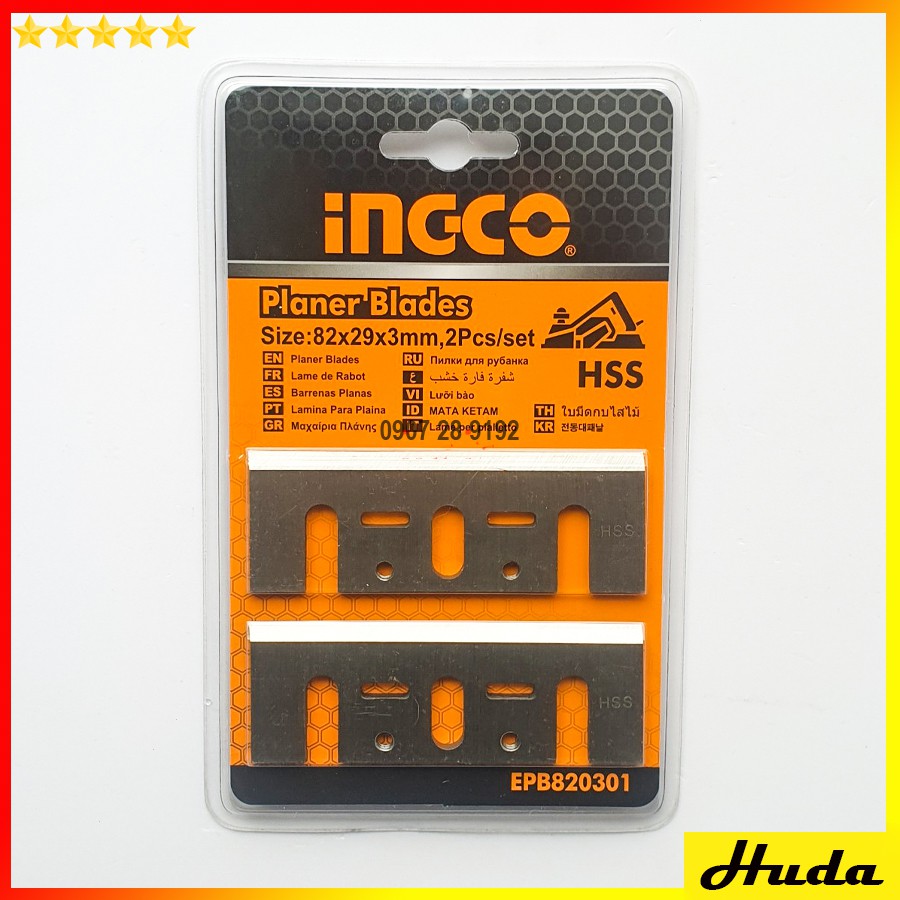 INGCO®
Planer Blades
Size:82x29x3mm,2Pcs/set
HSS
EN Planer Blades
FR Lame de Rabot
ES Barrenas Planas
PT Lamina Para Plaina
GR Μαχαίρια Πλάνης
RU Пилки для рубанка
ع شفرة فارة خشب
VI Lưỡi bào
ID MATA KETAM
Lame per pialletto
TH ใบมีดกบไสไม้
KR 전동대패날
0907 28 9192
HSS
HSS
EPB820301
Huda